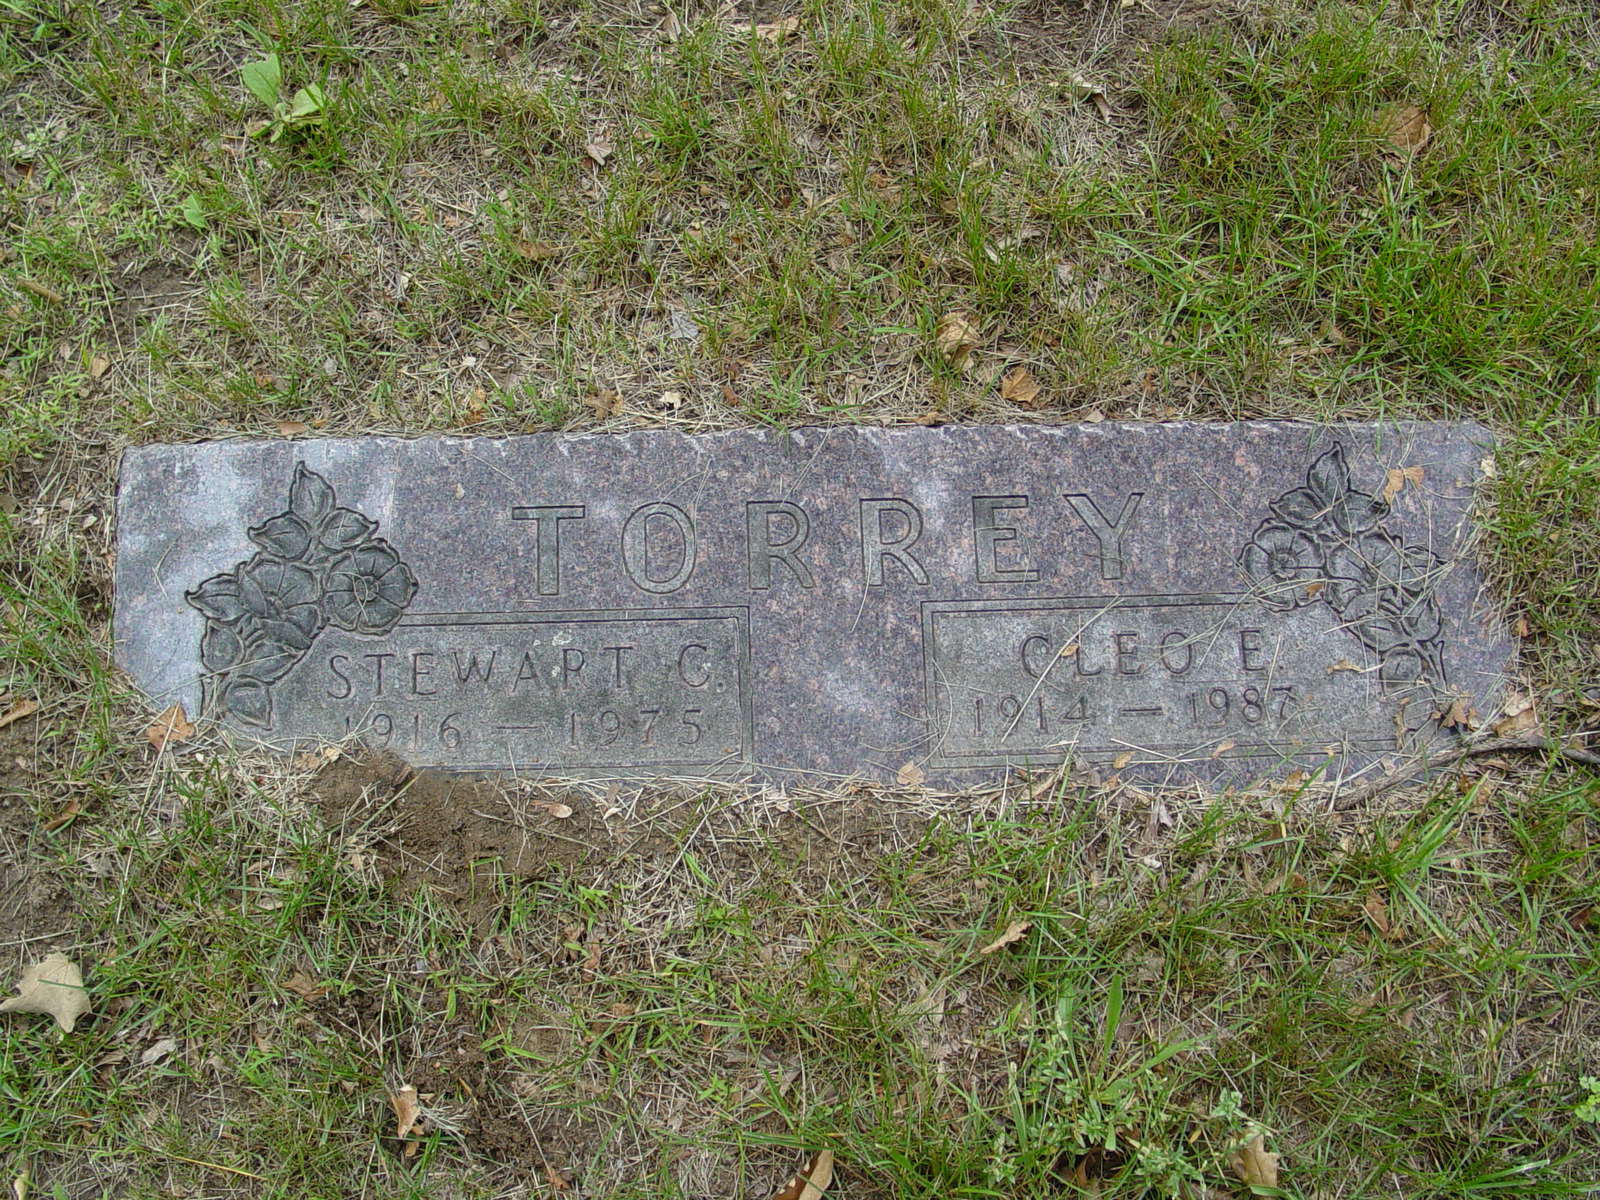 TORREY
STEWART C.
1916 — 1975
CLEO E.
1914 — 1987